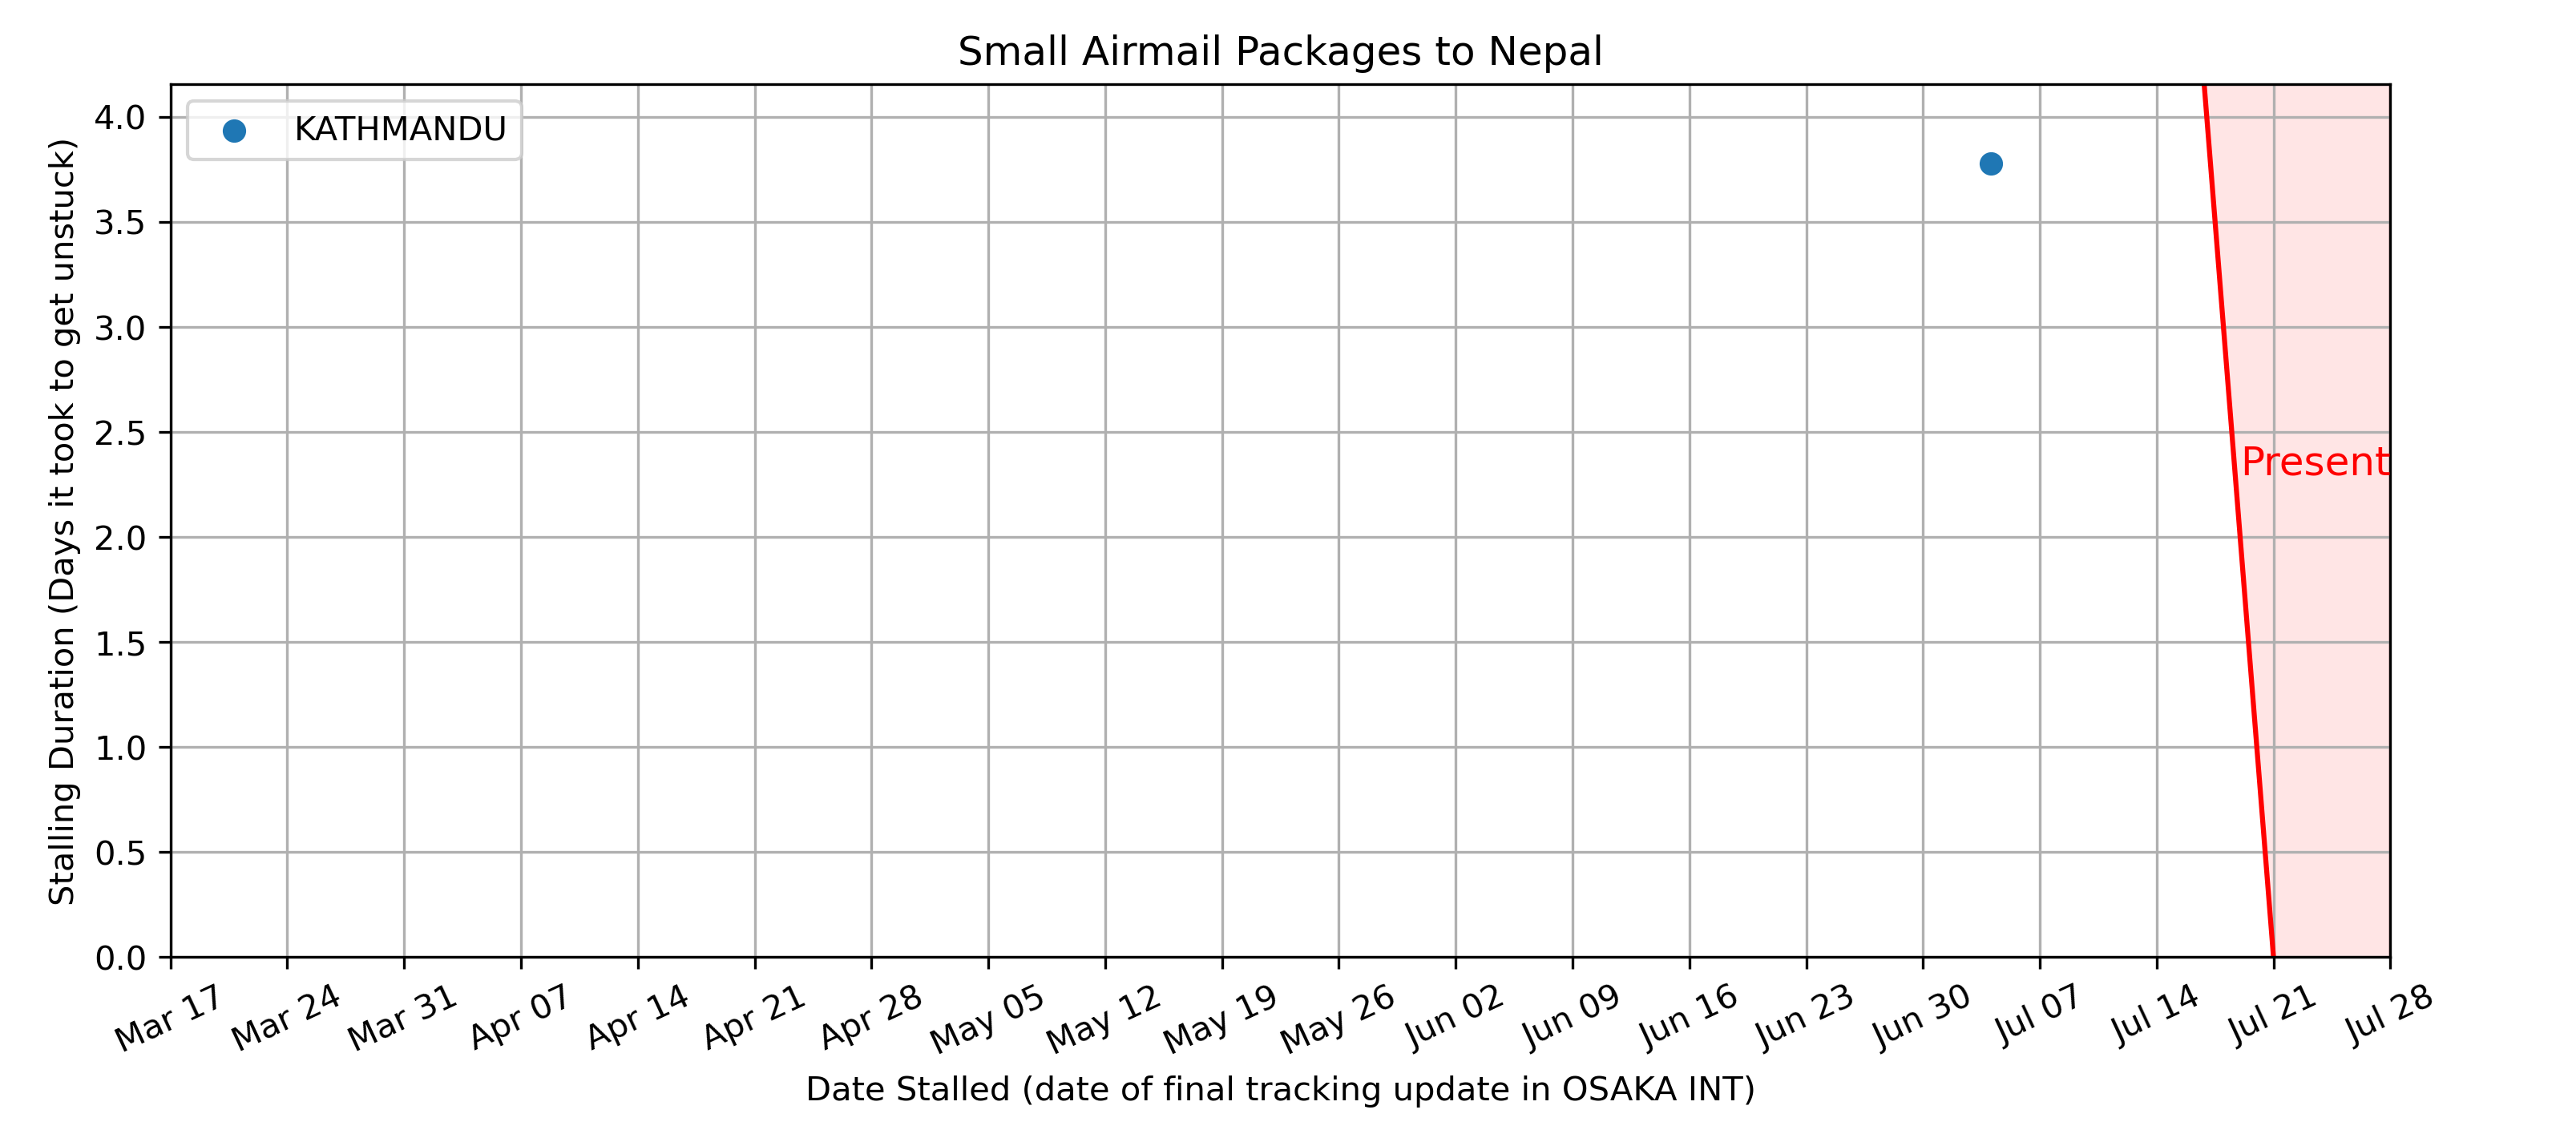 Small Airmail Packages to Nepal
KATHMANDU
Stalling Duration (Days it took to get unstuck)
4.0
3.5
3.0
2.5
2.0
1.5
1.0
0.5
0.0
Present
Mar 17 Mar 24 Mar 31 Apr 07 Apr 14 Apr 21 Apr 28 May 05 May 12 May 19 May 26 Jun 02 Jun 09 Jun 16 Jun 23 Jun 30 Jul 07 Jul 14 Jul 21 Jul 28
Date Stalled (date of final tracking update in OSAKA INT)